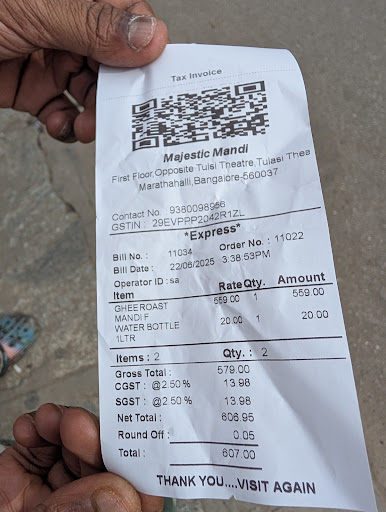 Tax Invoice
Majestic Mandi
First Floor,Opposite Tulsi Theatre,Tulasi Thea
Marathahalli,Bangalore-560037
Contact No: 9380098956
GSTIN : 29EVPPP2042R1ZL
*Express*
Bill No. : 11034 Order No. : 11022
Bill Date : 22/06/2025 3:38:53PM
Operator ID : sa
Item Rate Qty. Amount
GHEE ROAST 559.00 1 559.00
MANDI F
WATER BOTTLE 20.00 1 20.00
1LTR
Items : 2 Qty. : 2
Gross Total : 579.00
CGST : @2.50 % 13.98
SGST : @2.50 % 13.98
Net Total : 606.95
Round Off : 0.05
Total : 607.00
THANK YOU....VISIT AGAIN